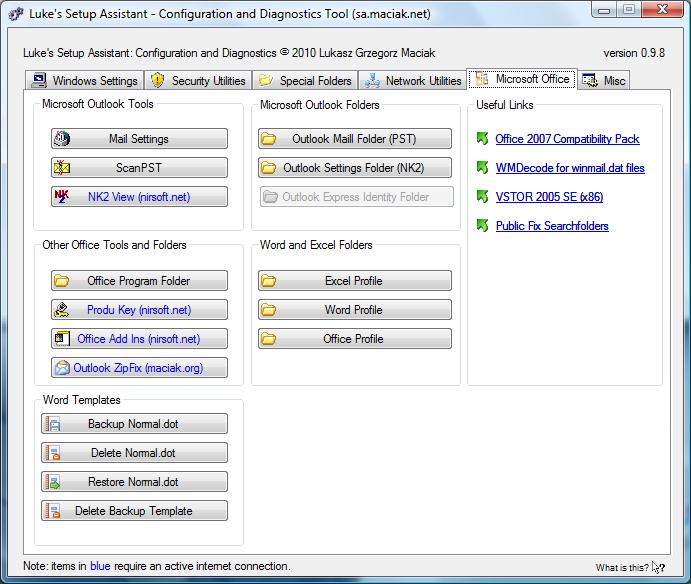 Luke's Setup Assistant - Configuration and Diagnostics Tool (sa.maciak.net)
Luke's Setup Assistant: Configuration and Diagnostics © 2010 Lukasz Grzegorz Maciak
version 0.9.8
Windows Settings
Security Utilities
Special Folders
Network Utilities
Microsoft Office
Misc
Microsoft Outlook Tools
Mail Settings
ScanPST
NK2 View (nirsoft.net)
Microsoft Outlook Folders
Outlook Maill Folder (PST)
Outlook Settings Folder (NK2)
Outlook Express Identity Folder
Useful Links
Office 2007 Compatibility Pack
WMDecode for winmail.dat files
VSTOR 2005 SE (x86)
Public Fix Searchfolders
Other Office Tools and Folders
Office Program Folder
Produ Key (nirsoft.net)
Office Add Ins (nirsoft.net)
Outlook ZipFix (maciak.org)
Word and Excel Folders
Excel Profile
Word Profile
Office Profile
Word Templates
Backup Normal.dot
Delete Normal.dot
Restore Normal.dot
Delete Backup Template
Note: items in blue require an active internet connection.
What is this? ?